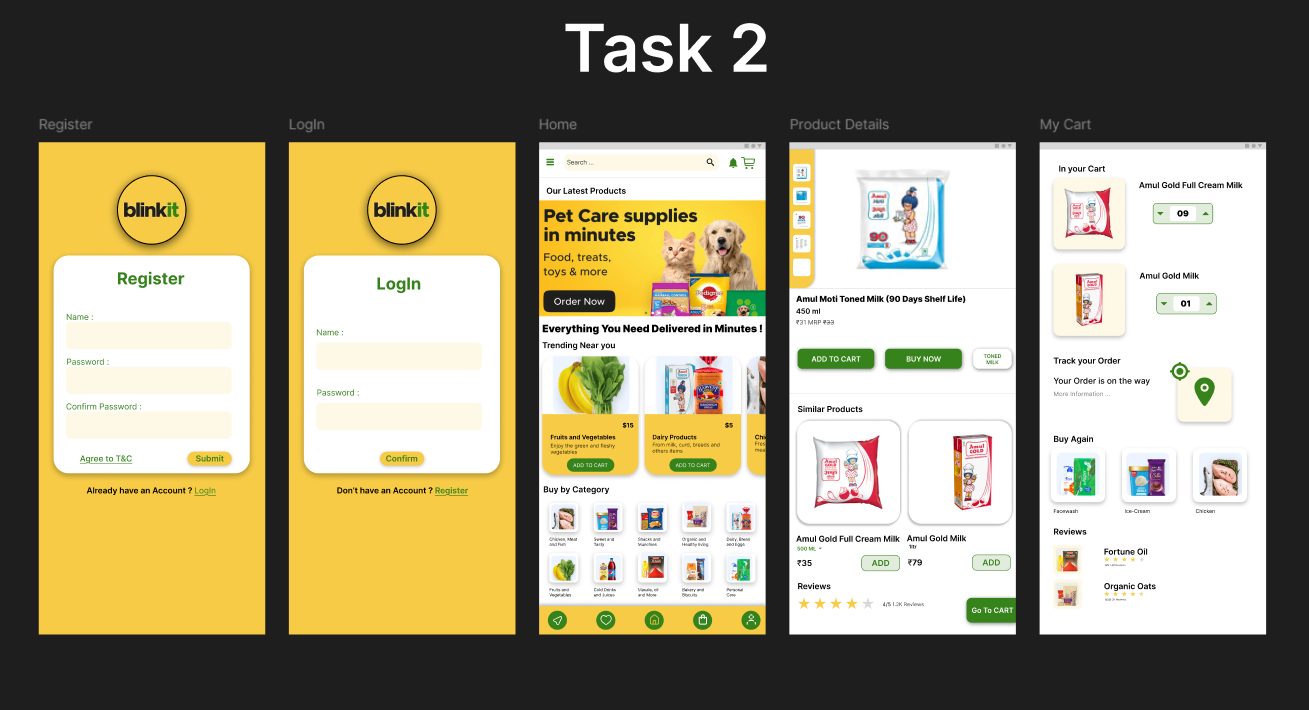 Task 2
Register
LogIn
Home
Product Details
My Cart
blinkit
Register
Name :
Password :
Confirm Password :
Agree to T&C
Submit
Already have an Account ? LogIn
blinkit
LogIn
Name :
Password :
Confirm
Don't have an Account ? Register
Search ...
Our Latest Products
Pet Care supplies
in minutes
Food, treats,
toys & more
Order Now
Pedigree
Everything You Need Delivered in Minutes !
Trending Near you
$15
Fruits and Vegetables
Enjoy the green and fleshy
vegetables
ADD TO CART
$5
Dairy Products
From milk, curd, breads and
others items
ADD TO CART
Buy by Category
Chicken, Meat
and Fish
Sweet and
Tasty
Snacks and
Munchies
Organic and
Healthy living
Dairy, Bread
and Eggs
Fruits and
Vegetables
Cold Drinks
and Juices
Masala, oil
and More
Bakery and
Biscuits
Personal
Care
Amul
Moti
90
Amul Moti Toned Milk (90 Days Shelf Life)
450 ml
₹31 MRP ₹33
ADD TO CART
BUY NOW
TONED
MILK
Similar Products
Amul
GOLD
Amul
GOLD
Amul Gold Full Cream Milk
500 ML
₹35
ADD
Amul Gold Milk
1ltr
₹79
ADD
Reviews
4/5 1.2K Reviews
Go To CART
In your Cart
Amul Gold Full Cream Milk
09
Amul Gold Milk
01
Track your Order
Your Order is on the way
More Information ...
Buy Again
Facewash
Ice-Cream
Chicken
Reviews
Fortune Oil
Organic Oats